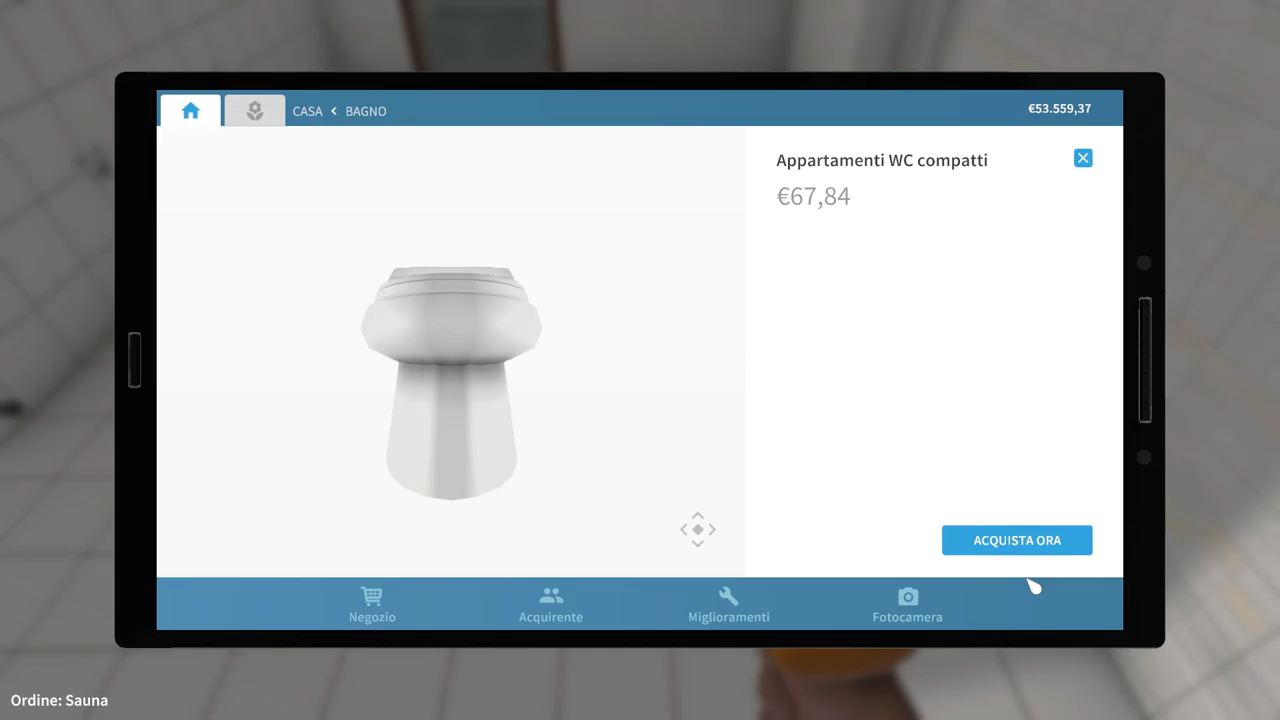 CASA < BAGNO
€53.559,37
Appartamenti WC compatti
€67,84
ACQUISTA ORA
Negozio
Acquirente
Miglioramenti
Fotocamera
Ordine: Sauna